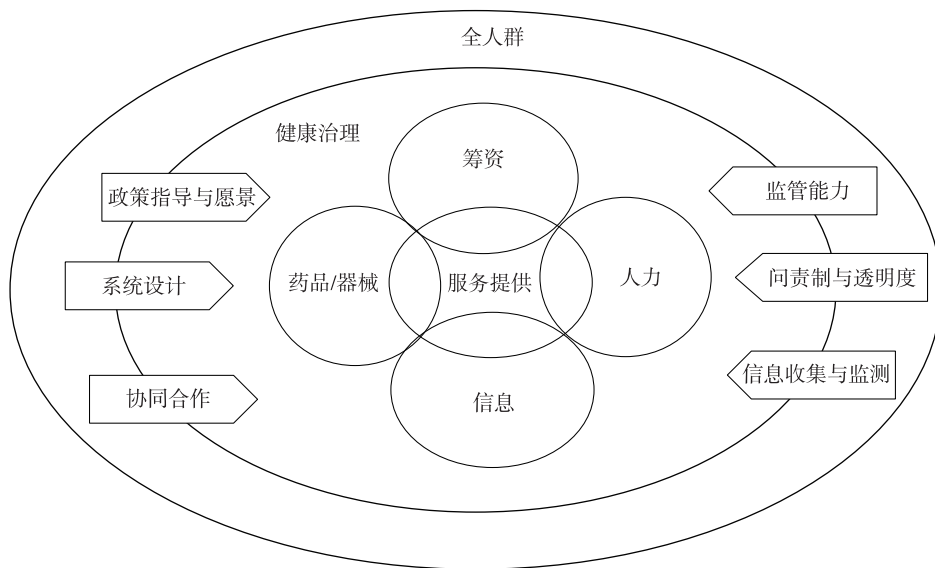 全人群
健康治理
筹资
政策指导与愿景
监管能力
药品/器械
服务提供
人力
系统设计
问责制与透明度
协同合作
信息
信息收集与监测